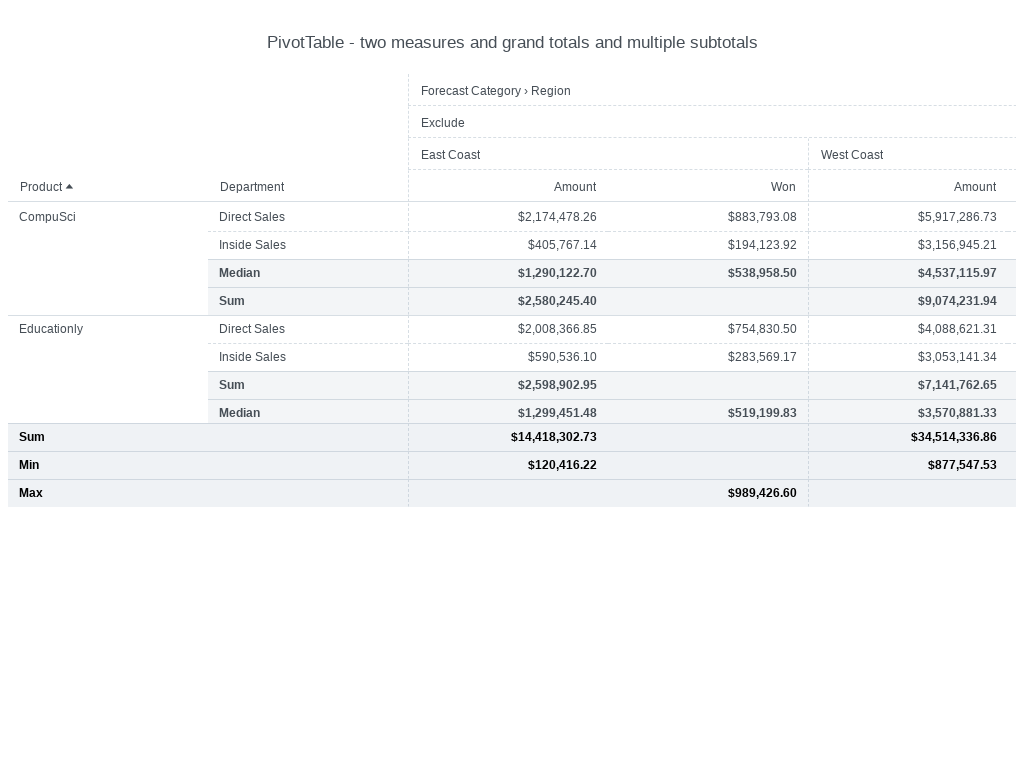 PivotTable - two measures and grand totals and multiple subtotals
Forecast Category › Region
Exclude
East Coast West Coast
Product Department Amount Won Amount
CompuSci Direct Sales $2,174,478.26 $883,793.08 $5,917,286.73
Inside Sales $405,767.14 $194,123.92 $3,156,945.21
Median $1,290,122.70 $538,958.50 $4,537,115.97
Sum $2,580,245.40 $9,074,231.94
Educationly Direct Sales $2,008,366.85 $754,830.50 $4,088,621.31
Inside Sales $590,536.10 $283,569.17 $3,053,141.34
Sum $2,598,902.95 $7,141,762.65
Median $1,299,451.48 $519,199.83 $3,570,881.33
Sum $14,418,302.73 $34,514,336.86
Min $120,416.22 $877,547.53
Max $989,426.60